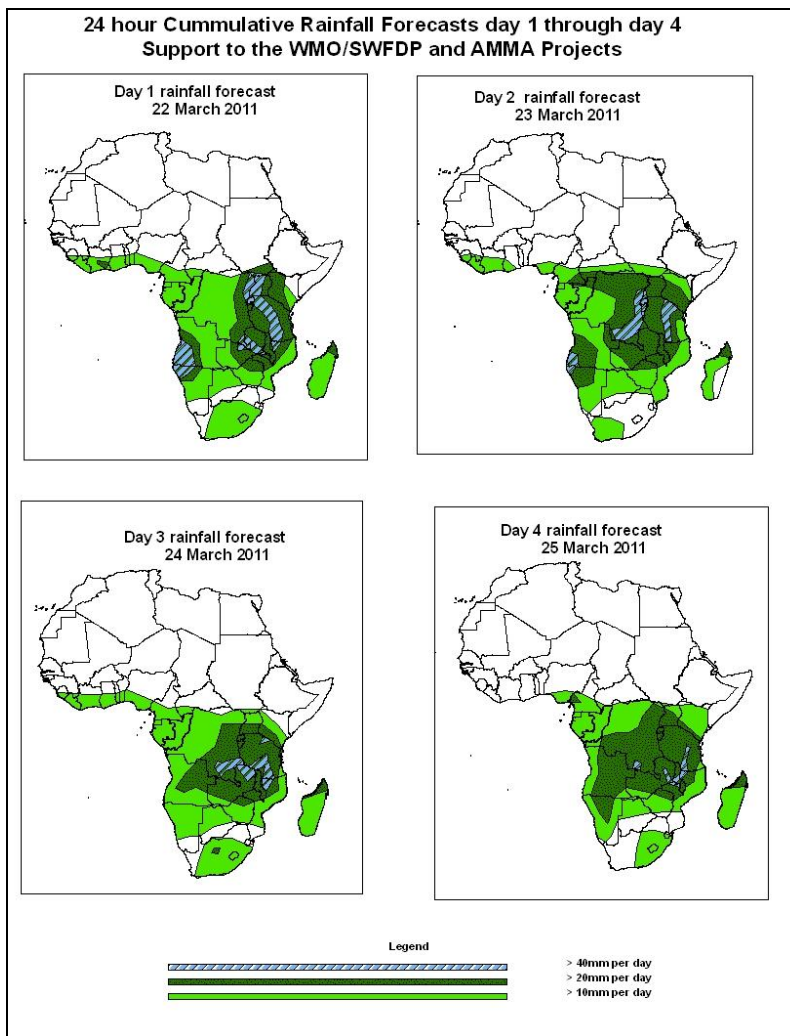 24 hour Cummulative Rainfall Forecasts day 1 through day 4
Support to the WMO/SWFDP and AMMA Projects
Day 1 rainfall forecast
22 March 2011
Day 2 rainfall forecast
23 March 2011
Day 3 rainfall forecast
24 March 2011
Day 4 rainfall forecast
25 March 2011
Legend
> 40mm per day
> 20mm per day
> 10mm per day